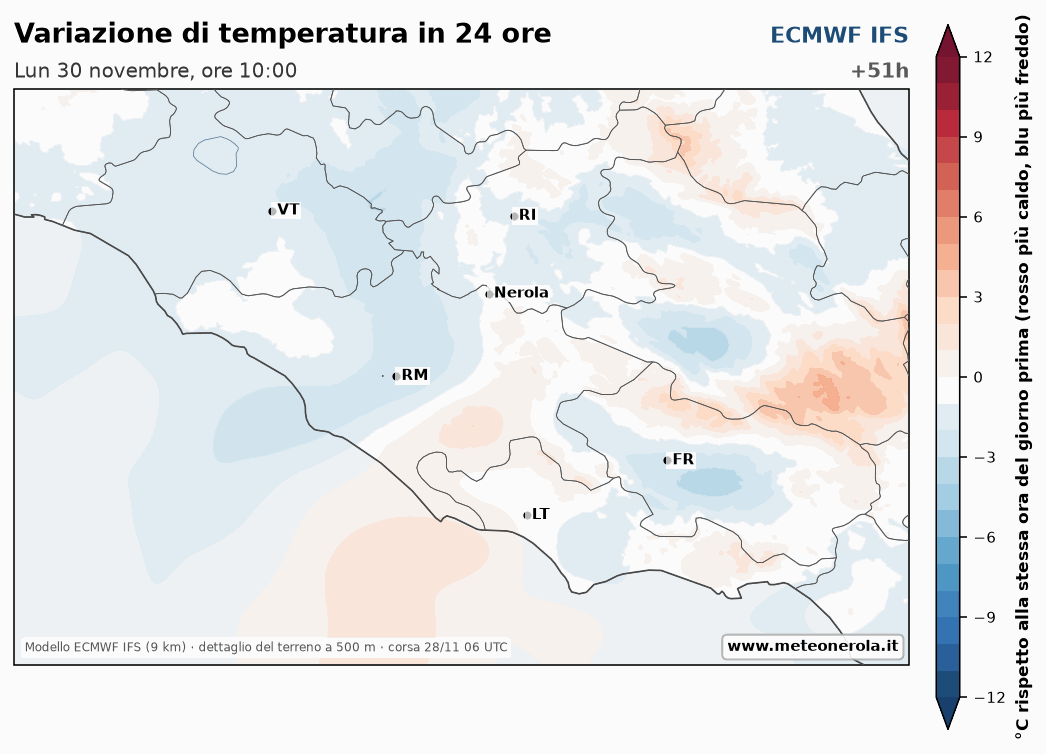 Variazione di temperatura in 24 ore
ECMWF IFS
Lun 30 novembre, ore 10:00
+51h
VT
RI
Nerola
RM
FR
LT
Modello ECMWF IFS (9 km) · dettaglio del terreno a 500 m · corsa 28/11 06 UTC
www.meteonerola.it
12
9
6
3
0
−3
−6
−9
−12
°C rispetto alla stessa ora del giorno prima (rosso più caldo, blu più freddo)